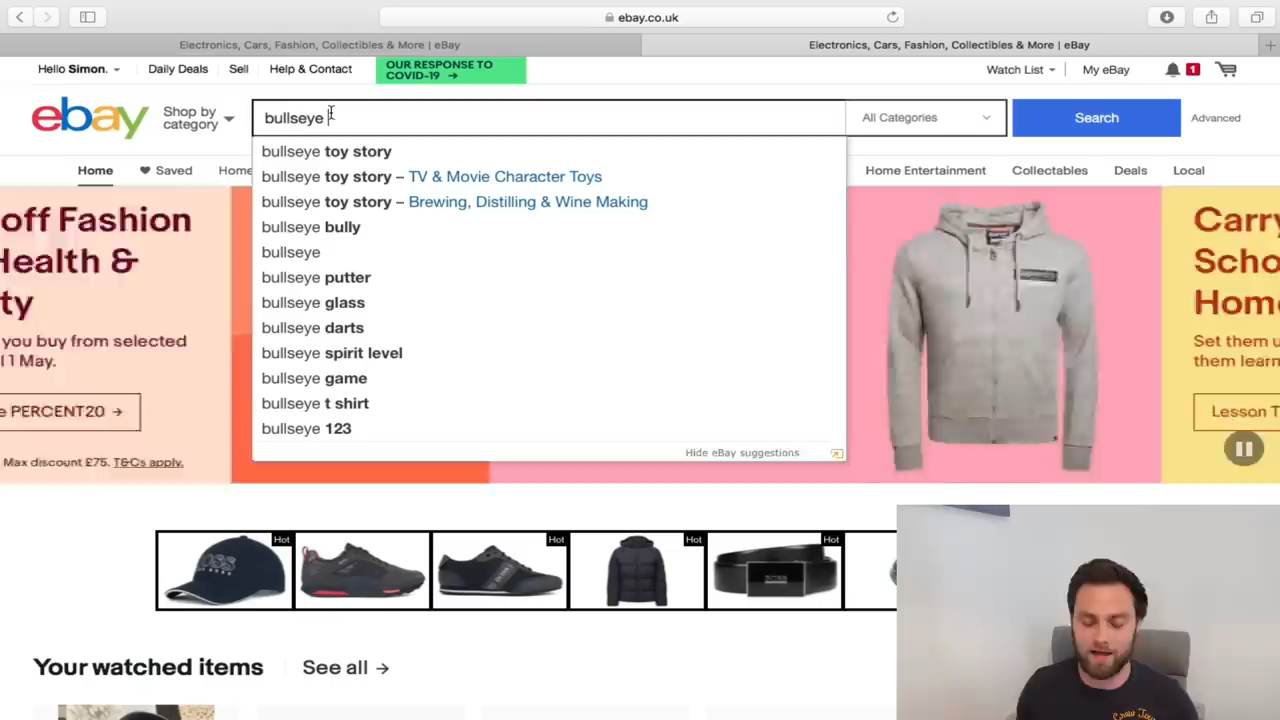 ebay.co.uk
Electronics, Cars, Fashion, Collectibles & More | eBay
Electronics, Cars, Fashion, Collectibles & More | eBay
Hello Simon.
Daily Deals
Sell
Help & Contact
OUR RESPONSE TO
COVID-19 →
Watch List
My eBay
1
ebay
Shop by
category
bullseye
All Categories
Search
Advanced
Home
Saved
Home
Home Entertainment
Collectibles
Deals
Local
bullseye toy story
bullseye toy story – TV & Movie Character Toys
bullseye toy story – Brewing, Distilling & Wine Making
bullseye bully
bullseye
bullseye putter
bullseye glass
bullseye darts
bullseye spirit level
bullseye game
bullseye t shirt
bullseye 123
Hide eBay suggestions
off Fashion
Health &
ty
you buy from selected
1 May.
e PERCENT20 →
Max discount £75. T&Cs apply.
Carry
Scho
Hom
Set them u
them learn
Lesson T
Hot
Hot
Hot
Hot
BOSS
BOSS
Your watched items
See all →